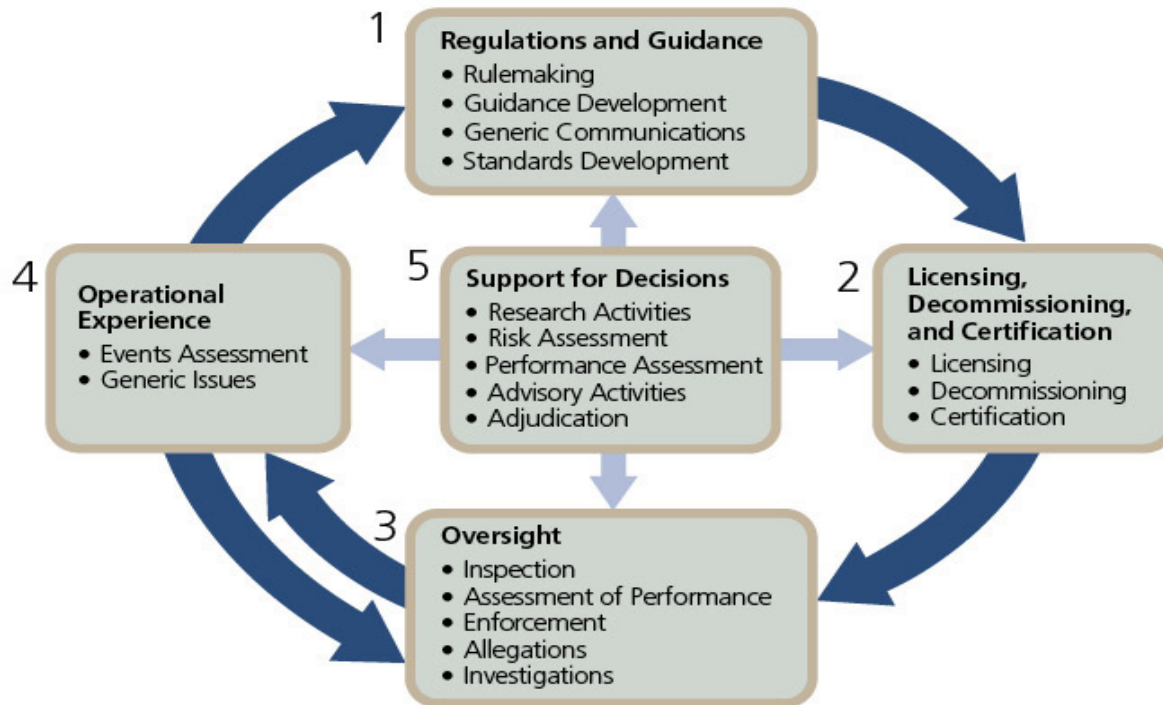 1
Regulations and Guidance
• Rulemaking
• Guidance Development
• Generic Communications
• Standards Development
4
Operational
Experience
• Events Assessment
• Generic Issues
5
Support for Decisions
• Research Activities
• Risk Assessment
• Performance Assessment
• Advisory Activities
• Adjudication
2
Licensing,
Decommissioning,
and Certification
• Licensing
• Decommissioning
• Certification
3
Oversight
• Inspection
• Assessment of Performance
• Enforcement
• Allegations
• Investigations